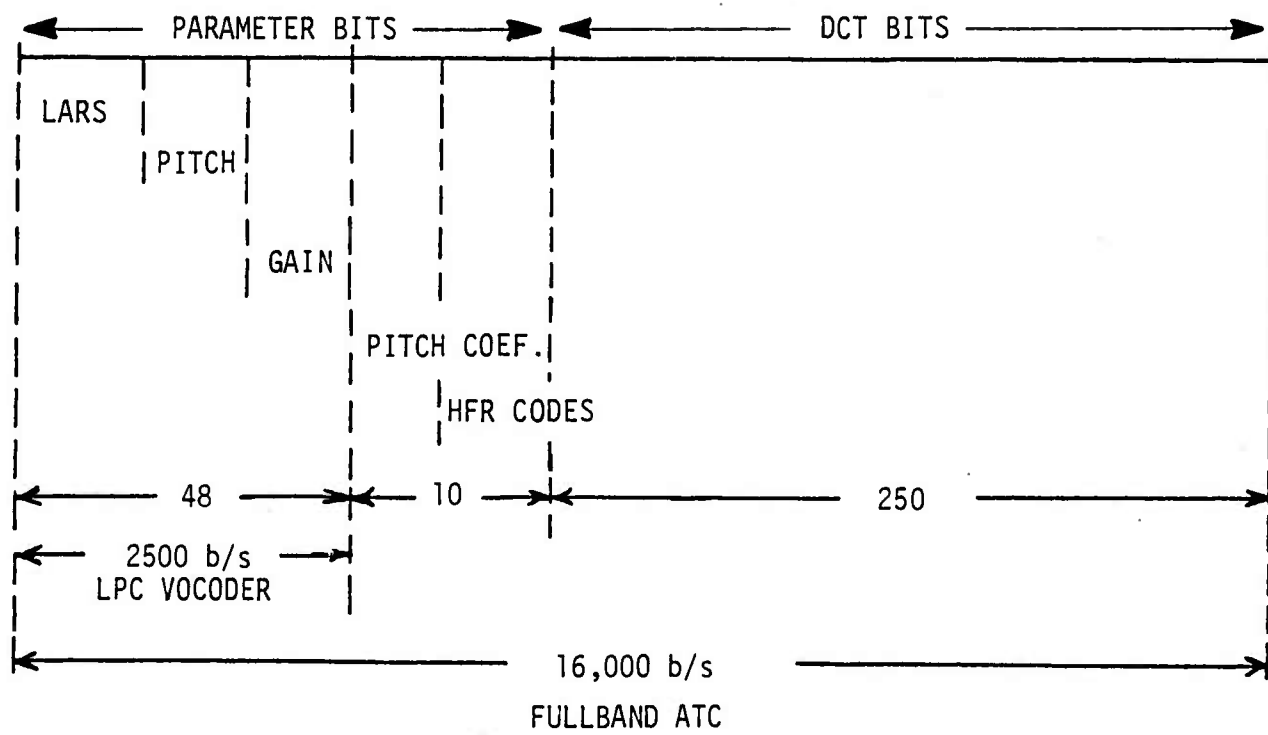 PARAMETER BITS
DCT BITS
LARS
PITCH
GAIN
PITCH COEF.
HFR CODES
48
10
250
2500 b/s
LPC VOCODER
16,000 b/s
FULLBAND ATC